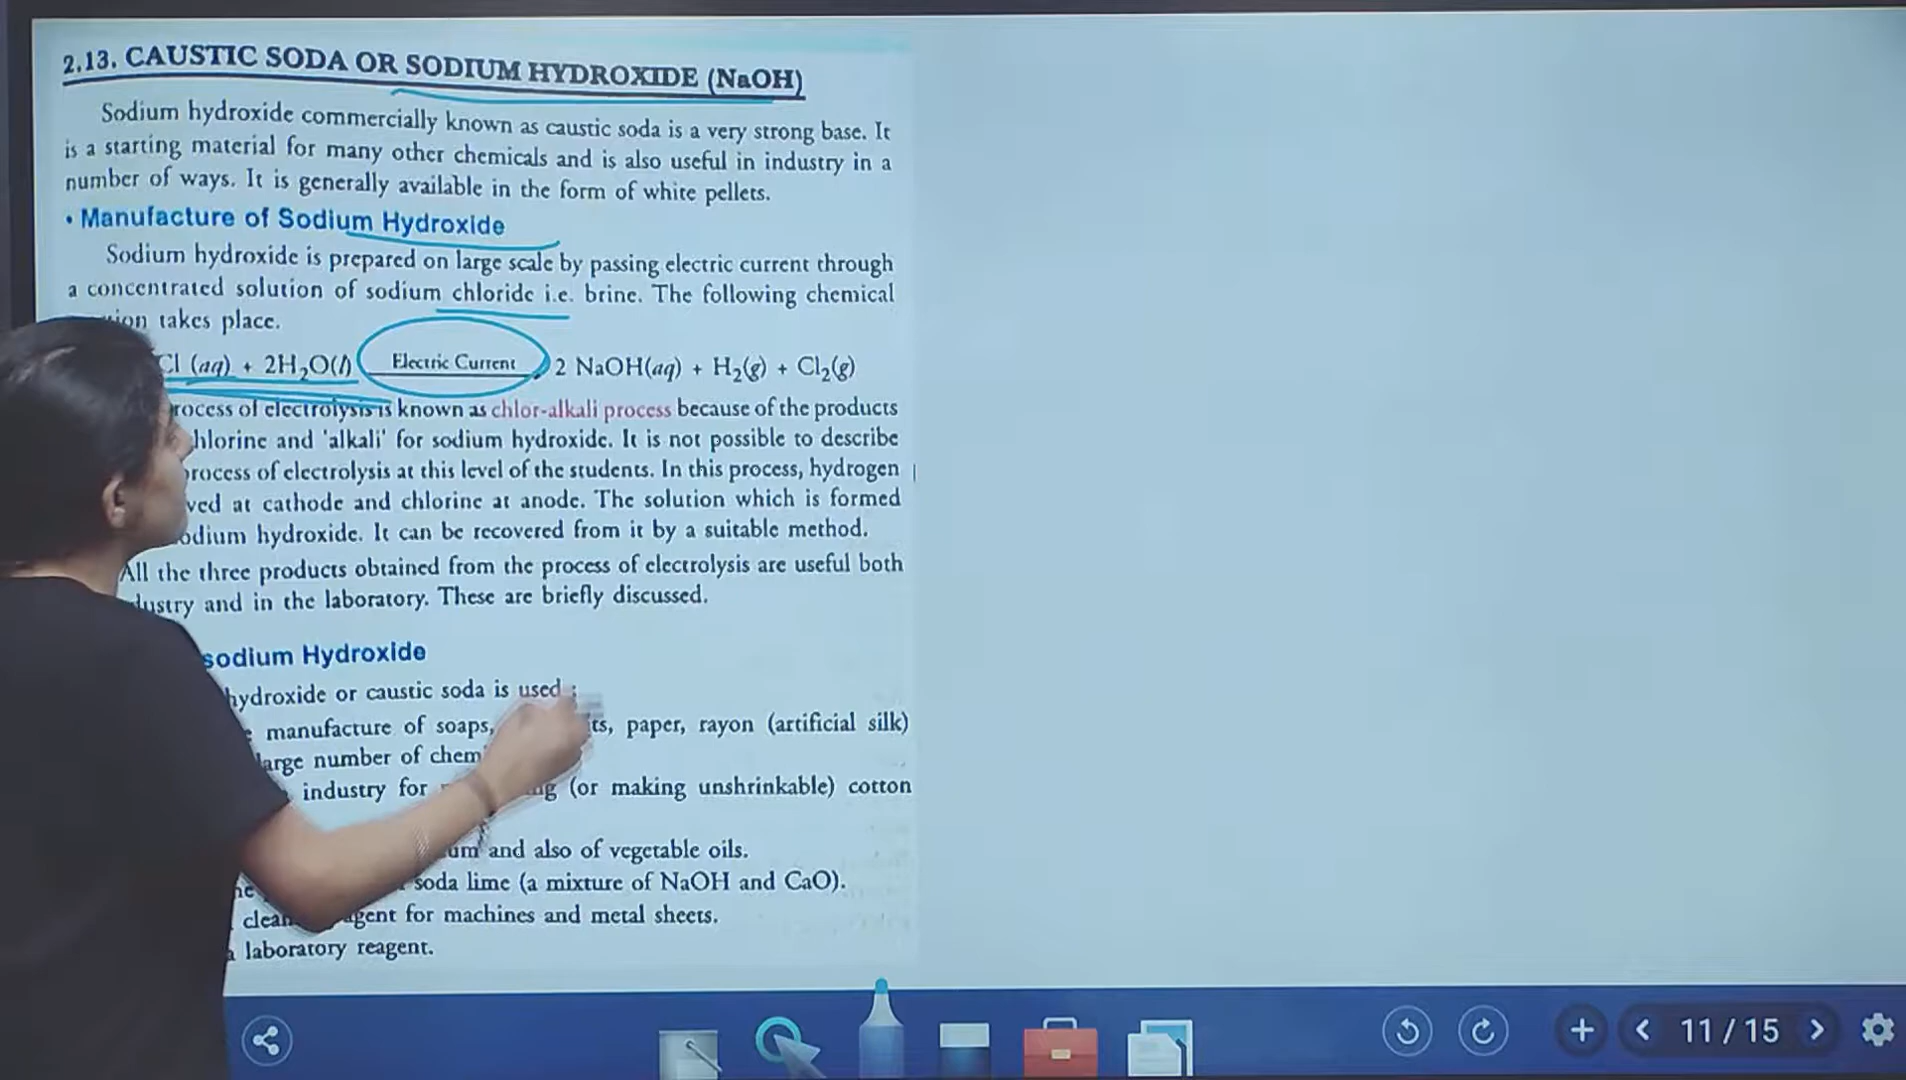 2.13. CAUSTIC SODA OR SODIUM HYDROXIDE (NaOH)
Sodium hydroxide commercially known as caustic soda is a very strong base. It
is a starting material for many other chemicals and is also useful in industry in a
number of ways. It is generally available in the form of white pellets.
• Manufacture of Sodium Hydroxide
Sodium hydroxide is prepared on large scale by passing electric current through
a concentrated solution of sodium chloride i.e. brine. The following chemical
takes place.
Cl (aq) + 2H₂O(l) Electric Current 2 NaOH(aq) + H₂(g) + Cl₂(g)
of electrolysis is known as chlor-alkali process because of the products
hlorine and 'alkali' for sodium hydroxide. It is not possible to describe
process of electrolysis at this level of the students. In this process, hydrogen
ved at cathode and chlorine at anode. The solution which is formed
odium hydroxide. It can be recovered from it by a suitable method.
All the three products obtained from the process of electrolysis are useful both
dustry and in the laboratory. These are briefly discussed.
sodium Hydroxide
hydroxide or caustic soda is used :
manufacture of soaps, ts, paper, rayon (artificial silk)
large number of chem
industry for ng (or making unshrinkable) cotton
um and also of vegetable oils.
soda lime (a mixture of NaOH and CaO).
clean agent for machines and metal sheets.
a laboratory reagent.
11 / 15